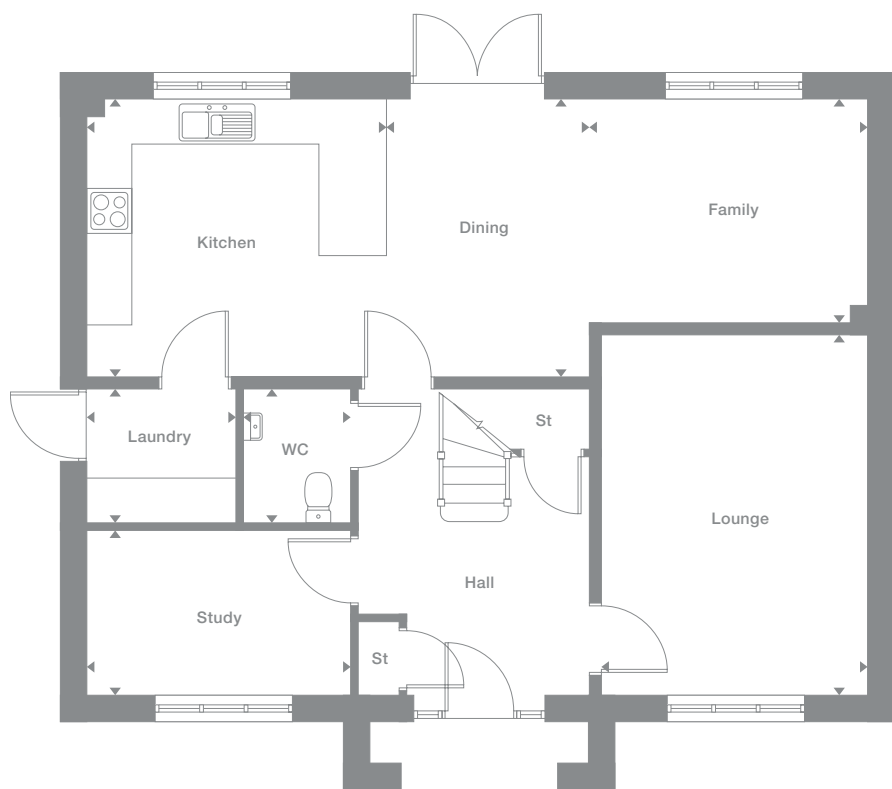 Family
Dining
Kitchen
St
Laundry
WC
Lounge
Hall
Study
St